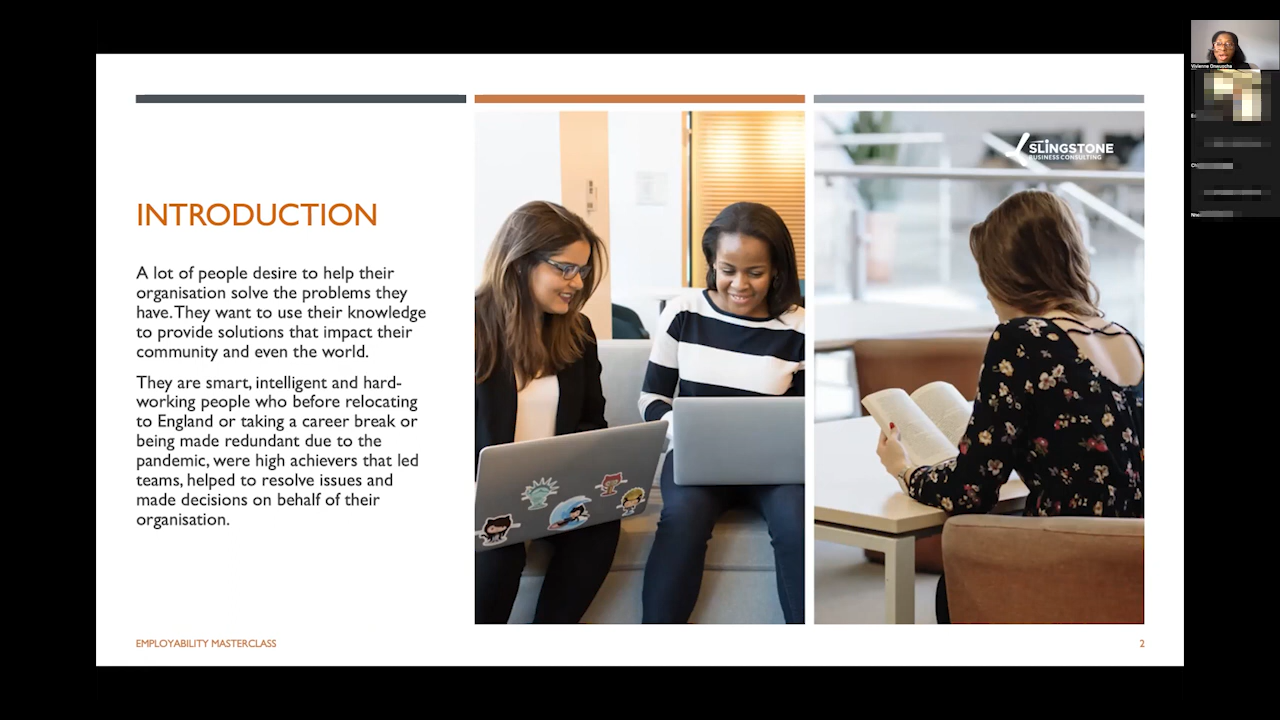 INTRODUCTION
A lot of people desire to help their
organisation solve the problems they
have. They want to use their knowledge
to provide solutions that impact their
community and even the world.
They are smart, intelligent and hard-
working people who before relocating
to England or taking a career break or
being made redundant due to the
pandemic, were high achievers that led
teams, helped to resolve issues and
made decisions on behalf of their
organisation.
SLINGSTONE
BUSINESS CONSULTING
EMPLOYABILITY MASTERCLASS
2